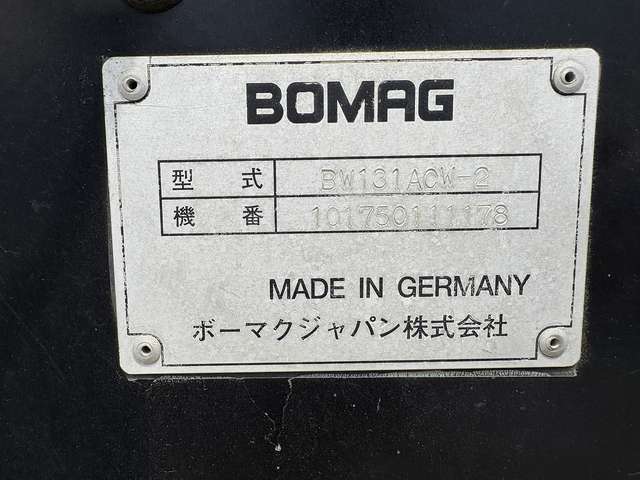 BOMAG
型式 BW131ACW-2
機番 101750111178
MADE IN GERMANY
ボーマクジャパン株式会社